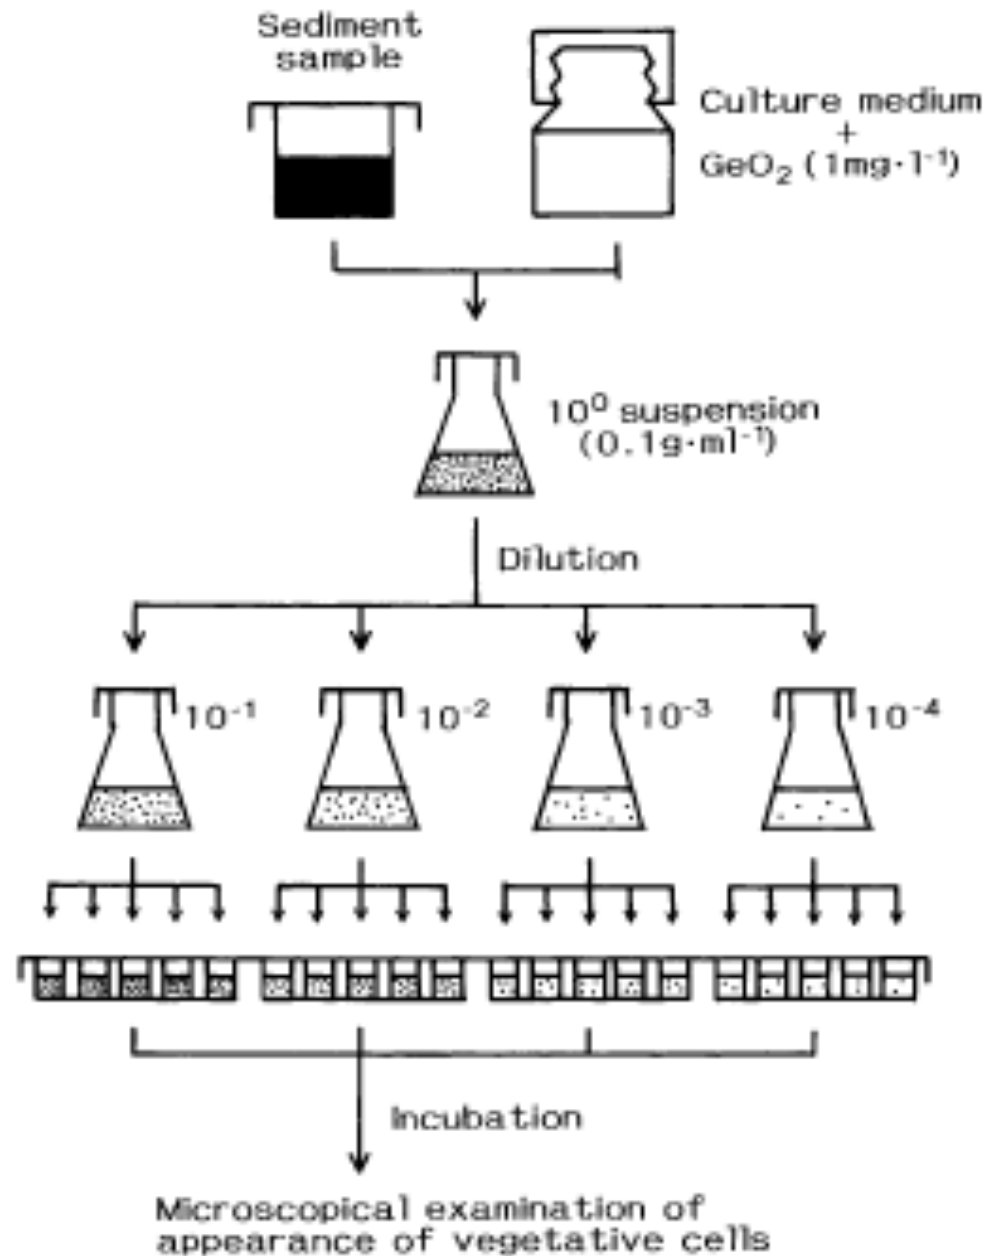 Sediment
sample
Culture medium
+
GeO₂ (1mg·l⁻¹)
10⁰ suspension
(0.1g·ml⁻¹)
Dilution
10⁻¹
10⁻²
10⁻³
10⁻⁴
Incubation
Microscopical examination of
appearance of vegetative cells